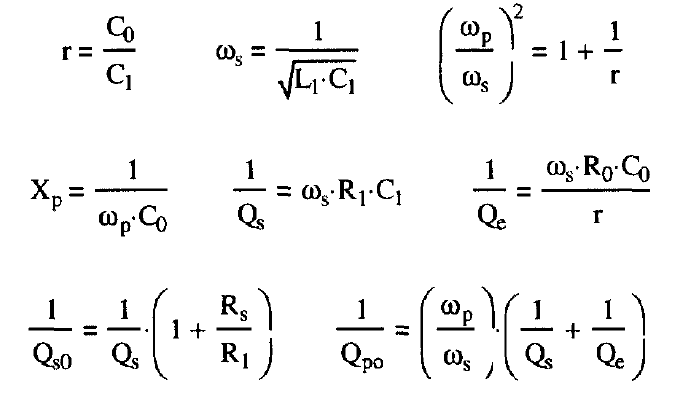 r = C₀/C₁    ωₛ = 1/√(L₁·C₁)    (ωₚ/ωₛ)² = 1 + 1/r
Xₚ = 1/(ωₚ·C₀)    1/Qₛ = ωₛ·R₁·C₁    1/Qₑ = (ωₛ·R₀·C₀)/r
1/Qₛ₀ = 1/Qₛ·(1 + Rₛ/R₁)    1/Qₚₒ = (ωₚ/ωₛ)·(1/Qₛ + 1/Qₑ)